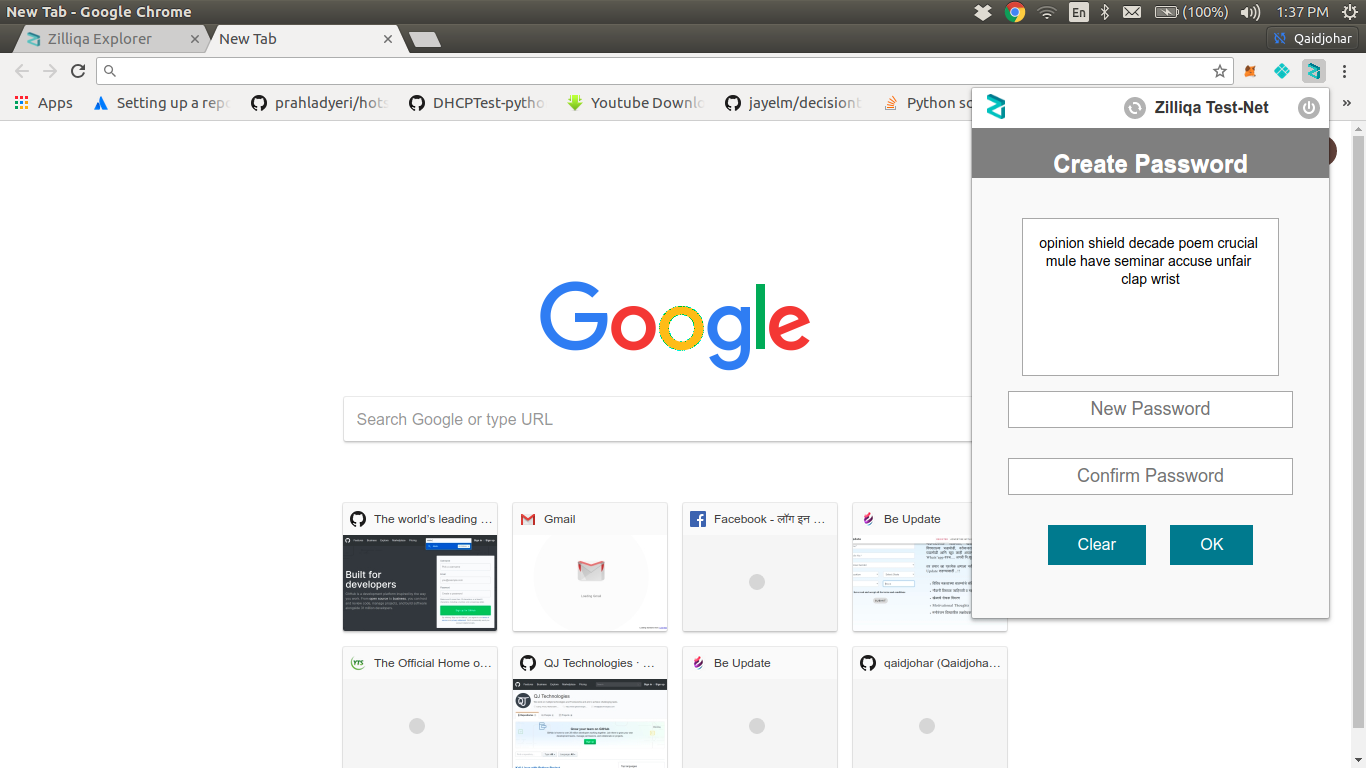 New Tab - Google Chrome
En
(100%)
1:37 PM
Zilliqa Explorer
New Tab
Qaidjohar
Apps
Setting up a repo
prahladyeri/hots
DHCPTest-pytho
Youtube Downlo
jayelm/decisiont
Python sc
»
Zilliqa Test-Net
Create Password
opinion shield decade poem crucial
mule have seminar accuse unfair
clap wrist
New Password
Confirm Password
Clear
OK
Google
Search Google or type URL
The world's leading ...
Gmail
Facebook - लॉग इन ...
Be Update
Built for
developers
The Official Home o...
QJ Technologies · ...
Be Update
qaidjohar (Qaidjoha...
YTS
QJ
QJ Technologies